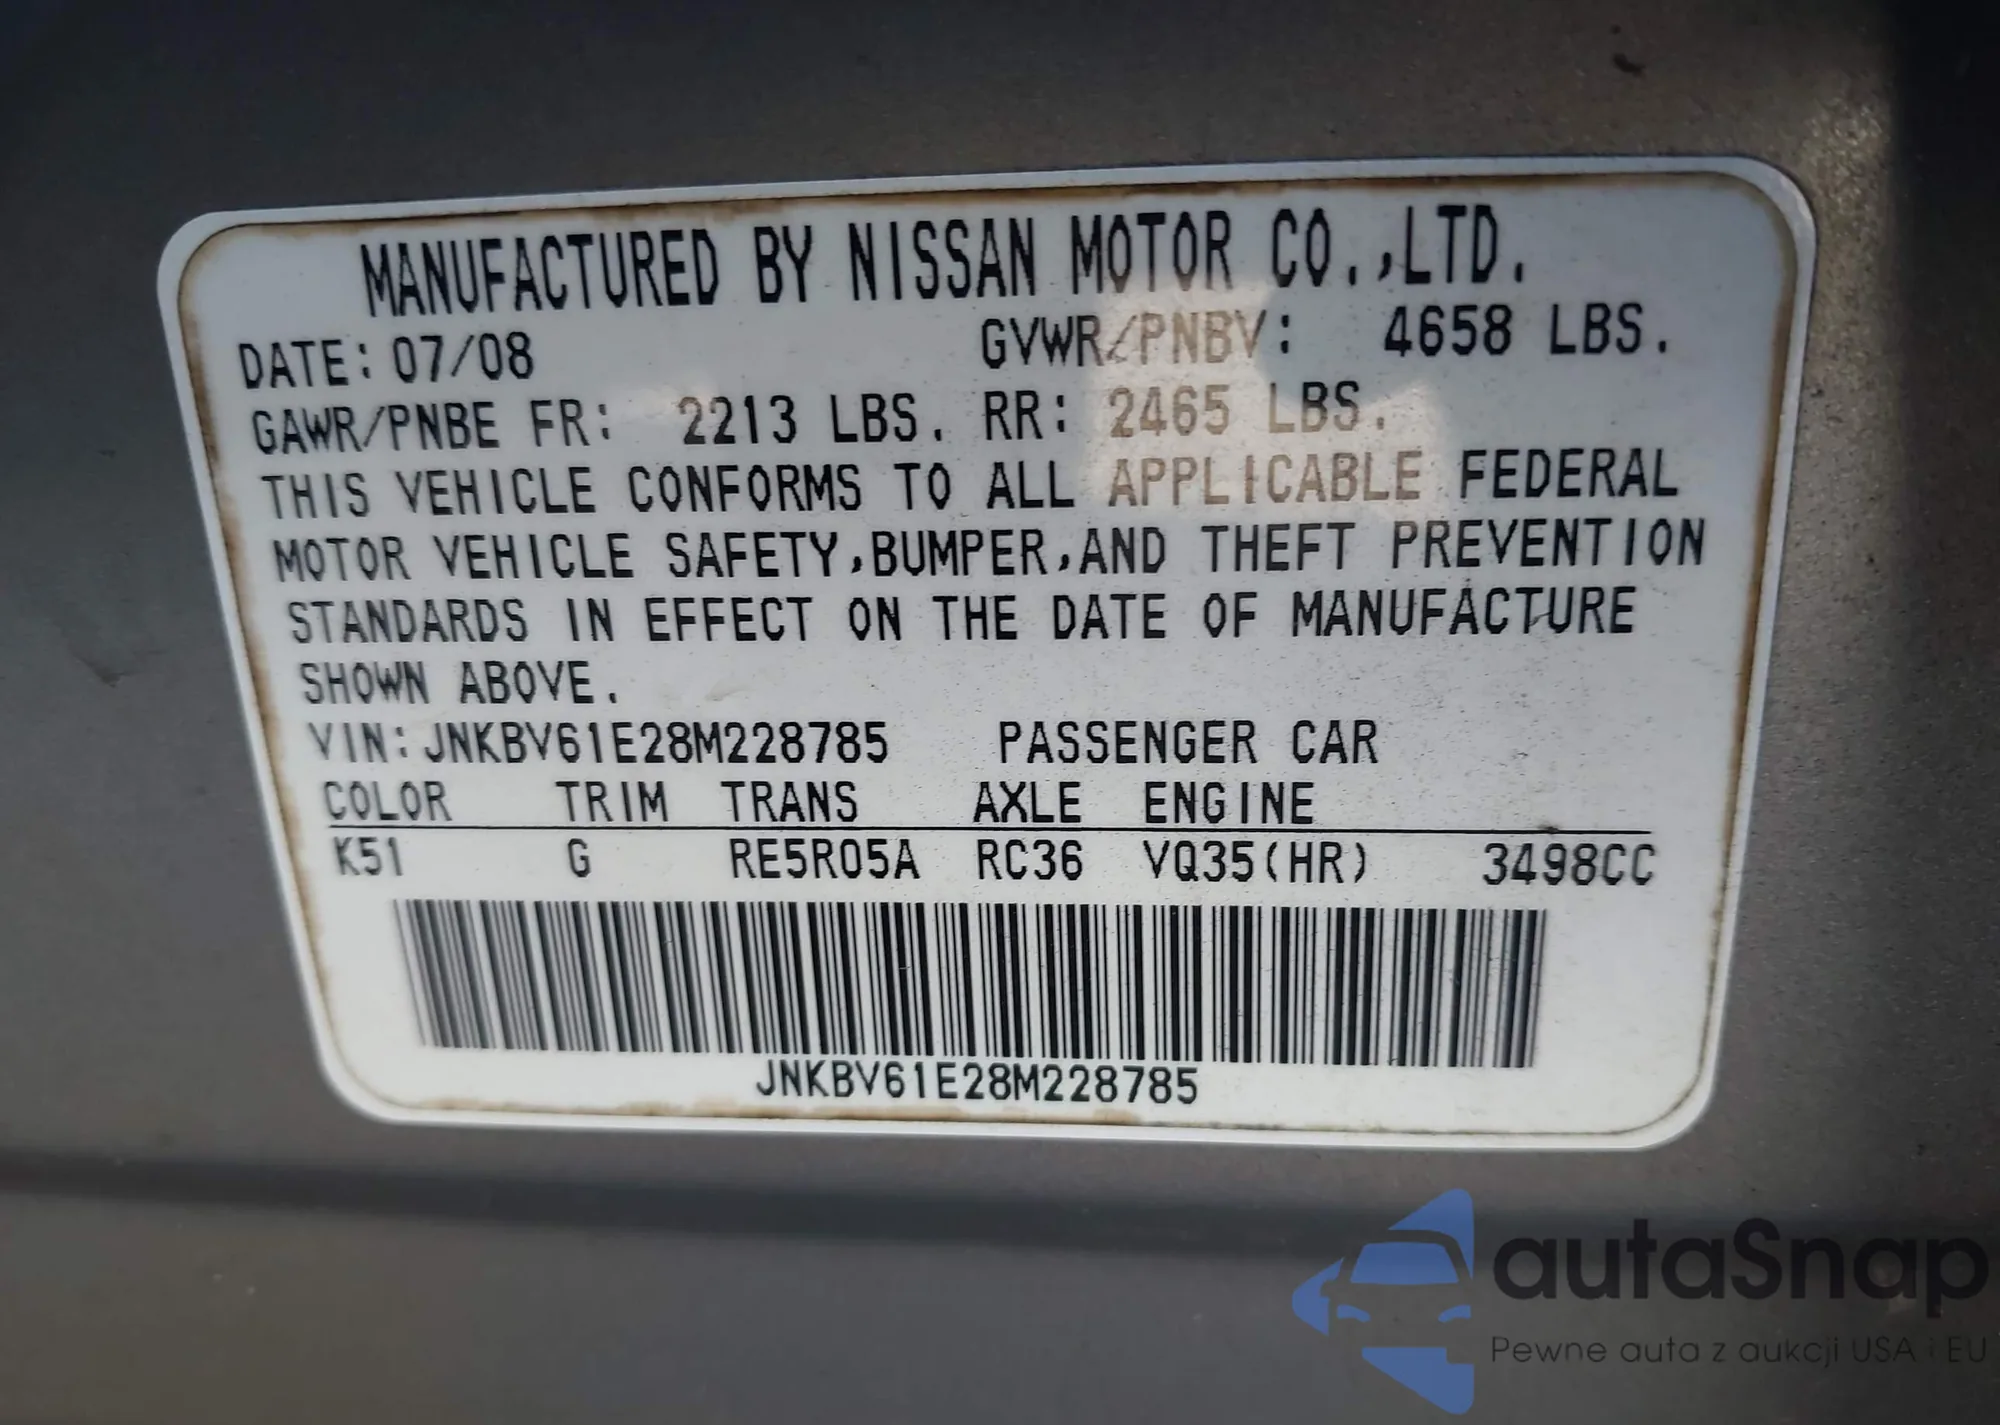 MANUFACTURED BY NISSAN MOTOR CO.,LTD.
DATE: 07/08 GVWR/PNBV: 4658 LBS.
GAWR/PNBE FR: 2213 LBS. RR: 2465 LBS.
THIS VEHICLE CONFORMS TO ALL APPLICABLE FEDERAL
MOTOR VEHICLE SAFETY,BUMPER,AND THEFT PREVENTION
STANDARDS IN EFFECT ON THE DATE OF MANUFACTURE
SHOWN ABOVE.
VIN: JNKBV61E28M228785 PASSENGER CAR
COLOR TRIM TRANS AXLE ENGINE
K51 G RE5R05A RC36 VQ35(HR) 3498CC
JNKBV61E28M228785
autaSnap
Pewne auta z aukcji USA i EU